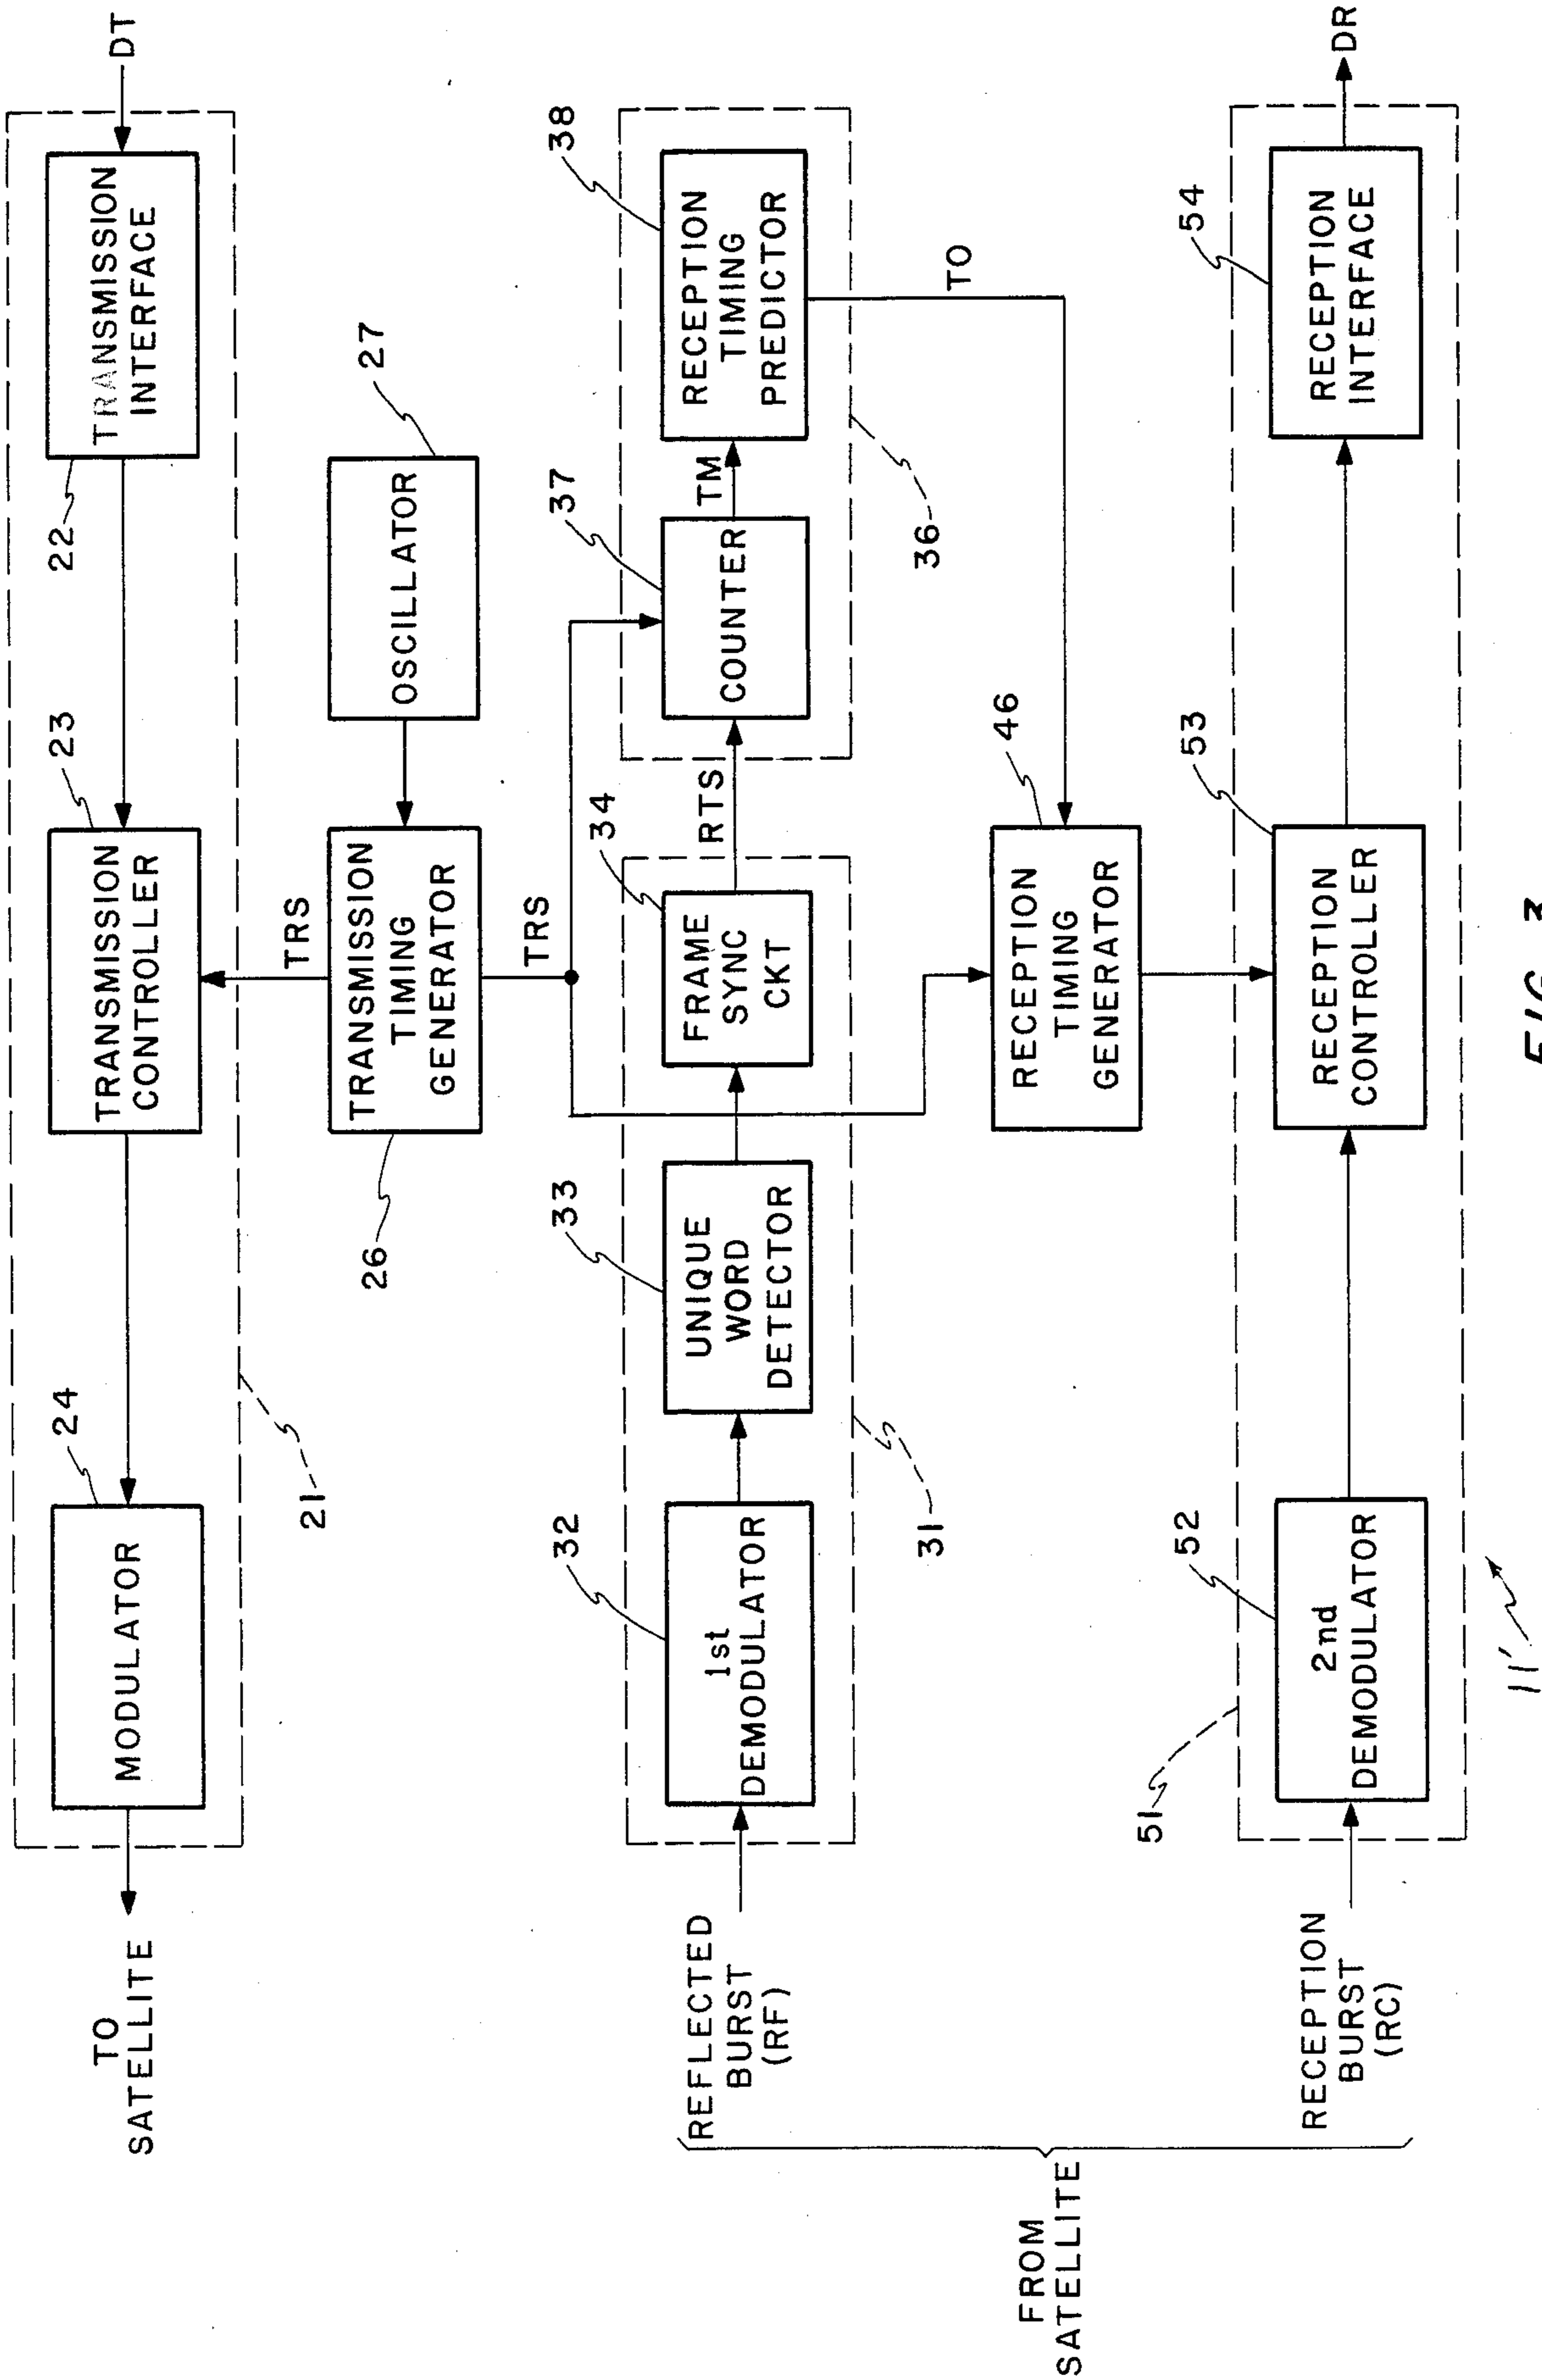 TO
SATELLITE
MODULATOR
24
TRANSMISSION
CONTROLLER
23
TRANSMISSION
INTERFACE
22
DT
21
TRS
TRANSMISSION
TIMING
GENERATOR
26
OSCILLATOR
27
TRS
FROM
SATELLITE
REFLECTED
BURST
(RF)
1st
DEMODULATOR
32
UNIQUE
WORD
DETECTOR
33
FRAME
SYNC
CKT
34
RTS
COUNTER
37
TM
RECEPTION
TIMING
PREDICTOR
38
31
36
TO
RECEPTION
TIMING
GENERATOR
46
RECEPTION
BURST
(RC)
51
2nd
DEMODULATOR
52
RECEPTION
CONTROLLER
53
RECEPTION
INTERFACE
54
DR
11'
FIG. 3